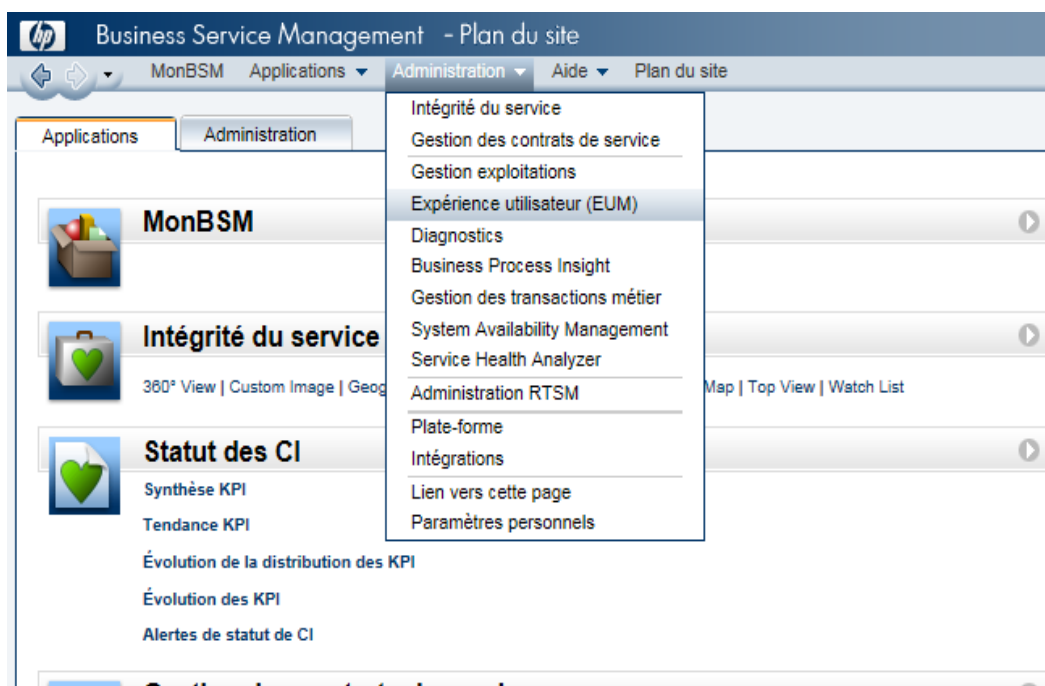 hp Business Service Management - Plan du site
MonBSM Applications Administration Aide Plan du site
Applications Administration
Intégrité du service
Gestion des contrats de service
Gestion exploitations
Expérience utilisateur (EUM)
Diagnostics
Business Process Insight
Gestion des transactions métier
System Availability Management
Service Health Analyzer
Administration RTSM
Plate-forme
Intégrations
Lien vers cette page
Paramètres personnels
MonBSM
Intégrité du service
360° View | Custom Image | Geog Map | Top View | Watch List
Statut des CI
Synthèse KPI
Tendance KPI
Évolution de la distribution des KPI
Évolution des KPI
Alertes de statut de CI